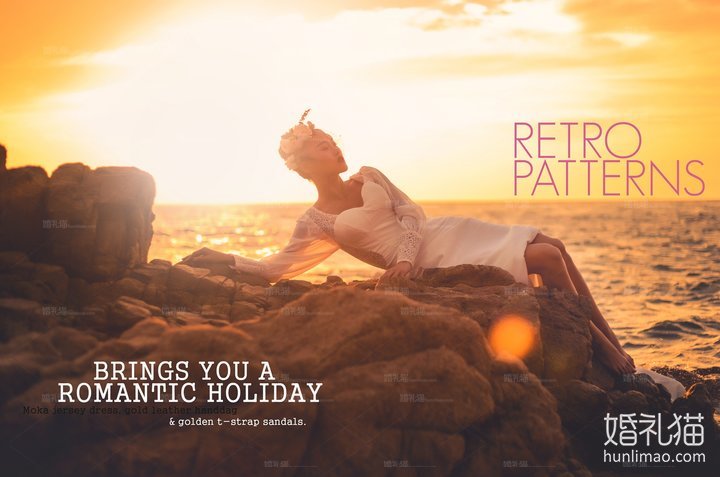 RETRO
PATTERNS
BRINGS YOU A
ROMANTIC HOLIDAY
Moka jersey dress, gold leather handdag
& golden t-strap sandals.
婚礼猫
hunlimao.com